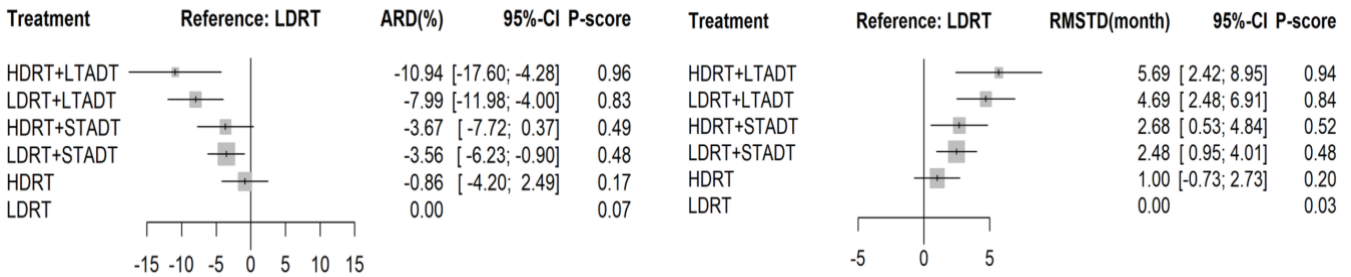 Treatment Reference: LDRT ARD(%) 95%-CI P-score
HDRT+LTADT -10.94 [-17.60; -4.28] 0.96
LDRT+LTADT -7.99 [-11.98; -4.00] 0.83
HDRT+STADT -3.67 [-7.72; 0.37] 0.49
LDRT+STADT -3.56 [-6.23; -0.90] 0.48
HDRT -0.86 [-4.20; 2.49] 0.17
LDRT 0.00 0.07
-15 -10 -5 0 5 10 15
Treatment Reference: LDRT RMSTD(month) 95%-CI P-score
HDRT+LTADT 5.69 [ 2.42; 8.95] 0.94
LDRT+LTADT 4.69 [ 2.48; 6.91] 0.84
HDRT+STADT 2.68 [ 0.53; 4.84] 0.52
LDRT+STADT 2.48 [ 0.95; 4.01] 0.48
HDRT 1.00 [-0.73; 2.73] 0.20
LDRT 0.00 0.03
-5 0 5